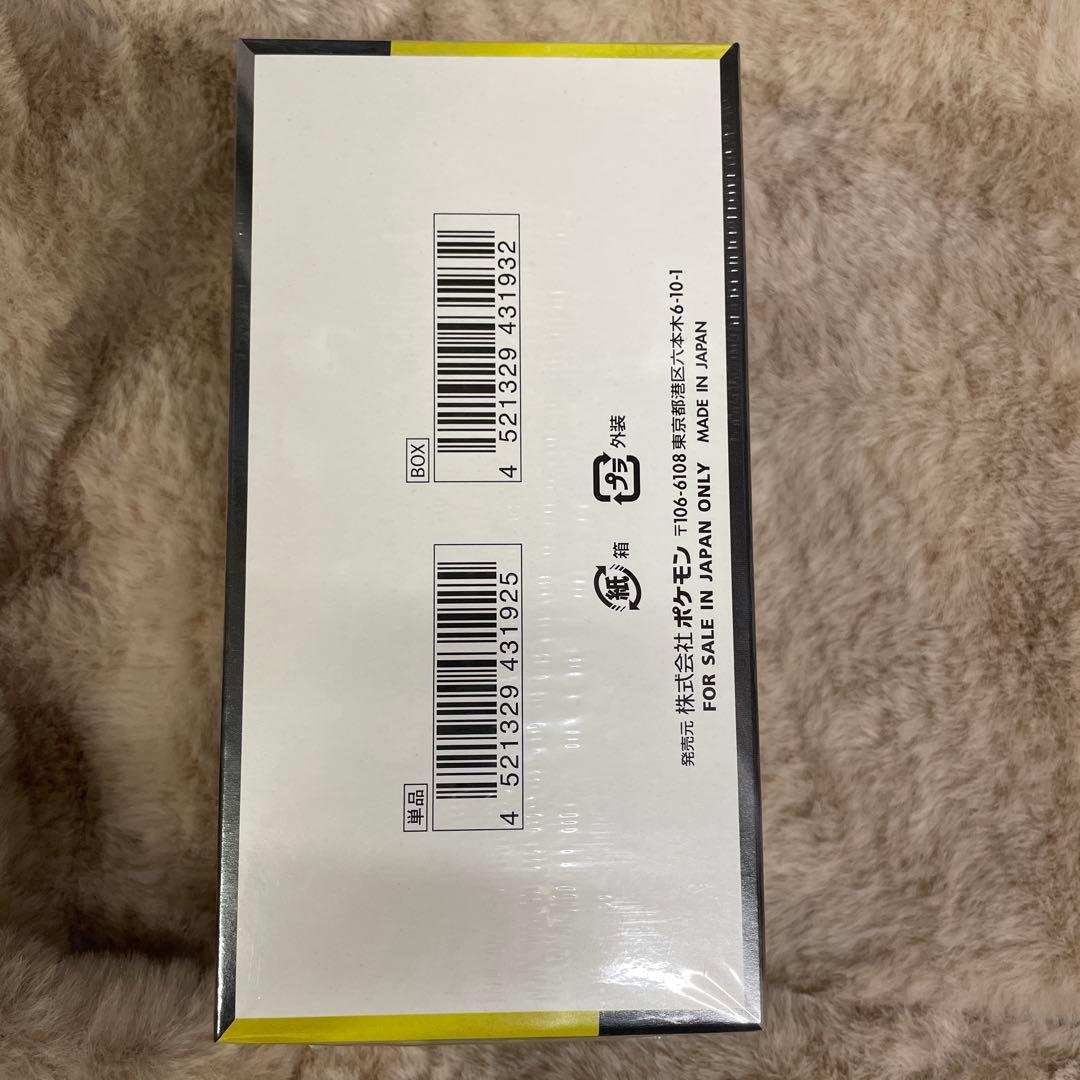 単品
4 521329 431925
BOX
4 521329 431932
紙 箱
プラ 外装
発売元 株式会社 ポケモン 〒106-6108 東京都港区六本木6-10-1
FOR SALE IN JAPAN ONLY MADE IN JAPAN